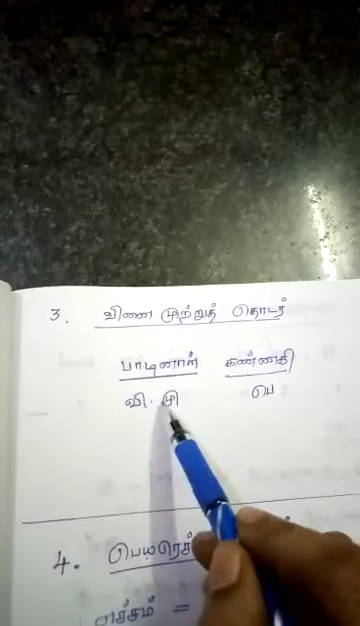 3. வினை முற்றுத் தொடர்
பாடினாள் கண்ணகி
வி. மு பெ
4. பெயரெச்
எச்சம் =